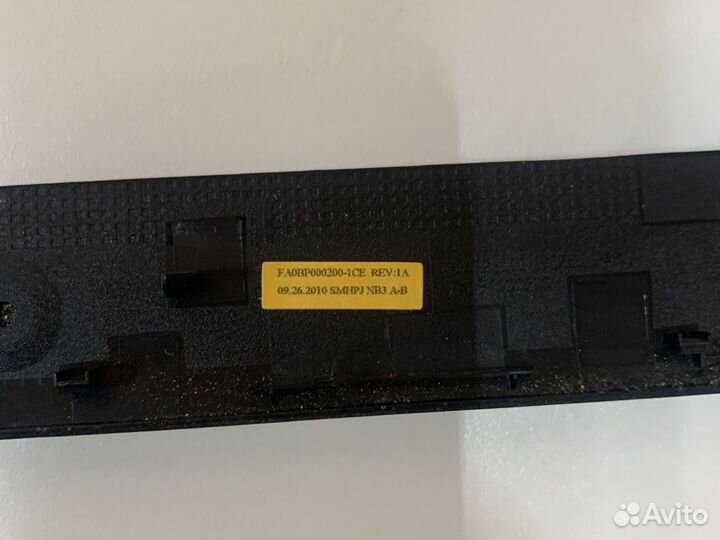 FA0BP000200-1CE REV:1A
09.26.2010 SMHPJ NB3 A-B
Avito